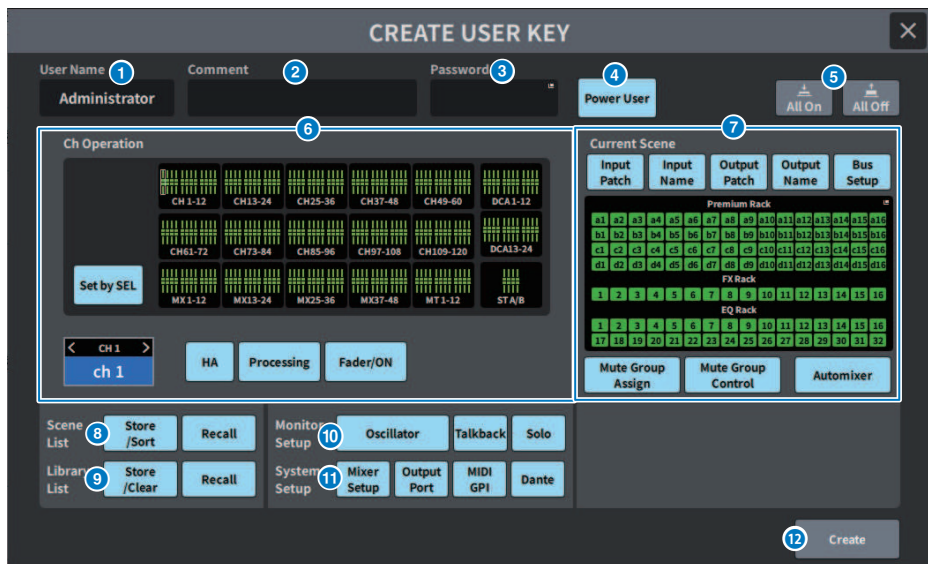 CREATE USER KEY
User Name 1 Comment 2 Password 3
Administrator
4 Power User
5 All On All Off
6
Ch Operation
CH 1-12 CH13-24 CH25-36 CH37-48 CH49-60 DCA1-12
CH61-72 CH73-84 CH85-96 CH97-108 CH109-120 DCA13-24
Set by SEL
MX 1-12 MX13-24 MX25-36 MX37-48 MT 1-12 ST A/B
CH 1
ch 1
HA Processing Fader/ON
7
Current Scene
Input Patch Input Name Output Patch Output Name Bus Setup
Premium Rack
a1 a2 a3 a4 a5 a6 a7 a8 a9 a10 a11 a12 a13 a14 a15 a16
b1 b2 b3 b4 b5 b6 b7 b8 b9 b10 b11 b12 b13 b14 b15 b16
c1 c2 c3 c4 c5 c6 c7 c8 c9 c10 c11 c12 c13 c14 c15 c16
d1 d2 d3 d4 d5 d6 d7 d8 d9 d10 d11 d12 d13 d14 d15 d16
FX Rack
1 2 3 4 5 6 7 8 9 10 11 12 13 14 15 16
EQ Rack
1 2 3 4 5 6 7 8 9 10 11 12 13 14 15 16
17 18 19 20 21 22 23 24 25 26 27 28 29 30 31 32
Mute Group Assign Mute Group Control Automixer
Scene List 8 Store /Sort Recall
Monitor Setup 10 Oscillator Talkback Solo
Library List 9 Store /Clear Recall
System Setup 11 Mixer Setup Output Port MIDI GPI Dante
12 Create